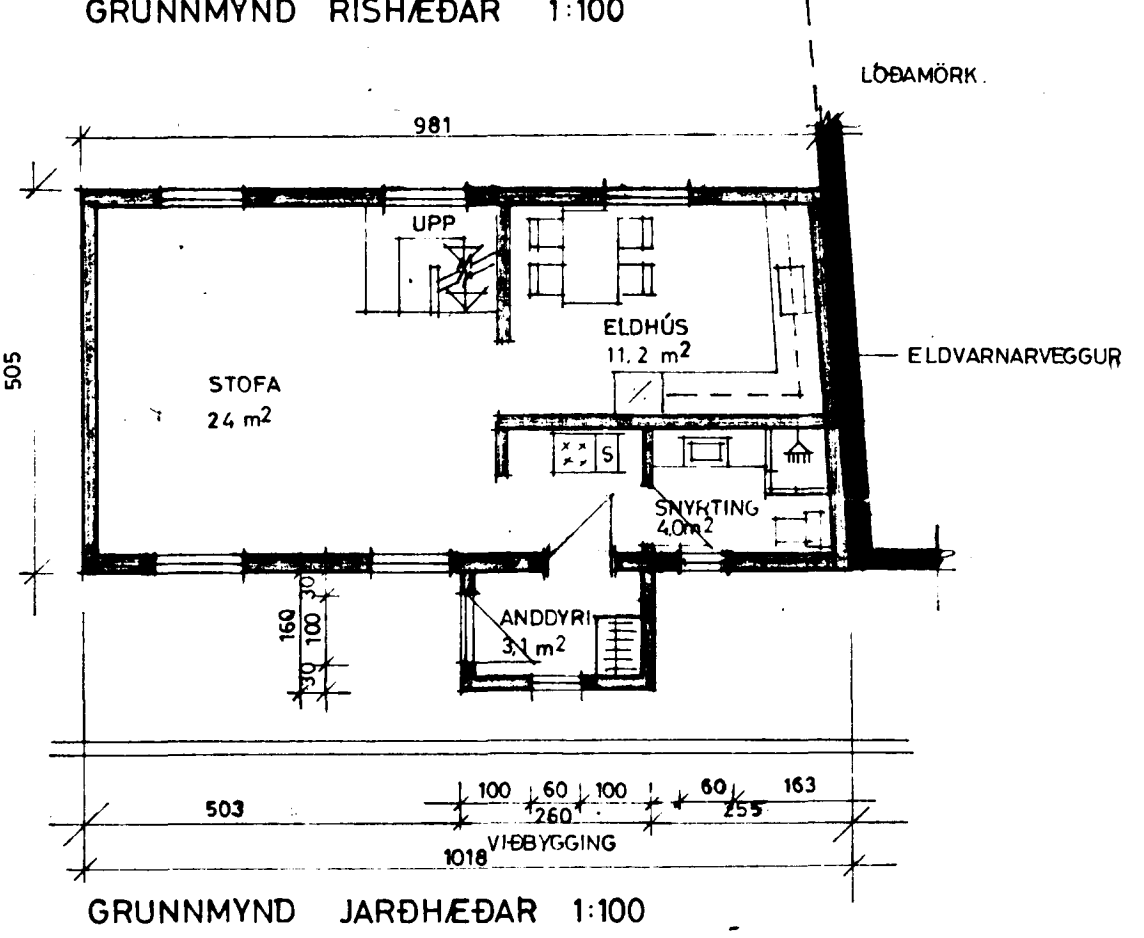 GRUNNMYND RISHÆÐAR 1:100
LÓÐAMÖRK.
981
UPP
505
ELDHÚS
11.2 m²
ELDVARNARVEGGUR
STOFA
24 m²
S
SNYRTING
4,0m²
160
30
100
30
ANDDYRI
3,1 m²
100 60 100 60 163
503 260 255
VIÐBYGGING
1018
GRUNNMYND JARÐHÆÐAR 1:100